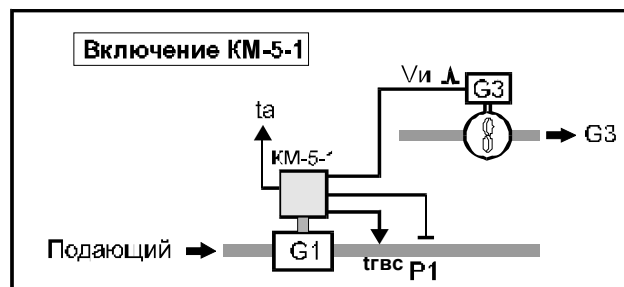 Включение КМ-5-1
Vи
G3
ta
G3
КМ-5-1
Подающий
G1
tгвс
P1